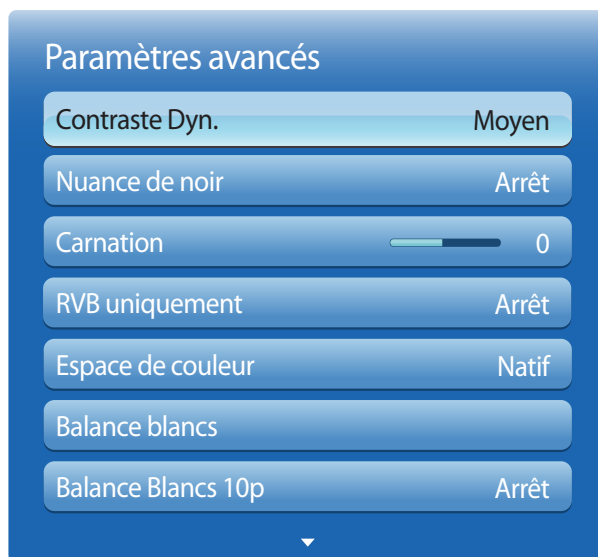 Paramètres avancés
Contraste Dyn. Moyen
Nuance de noir Arrêt
Carnation 0
RVB uniquement Arrêt
Espace de couleur Natif
Balance blancs
Balance Blancs 10p Arrêt